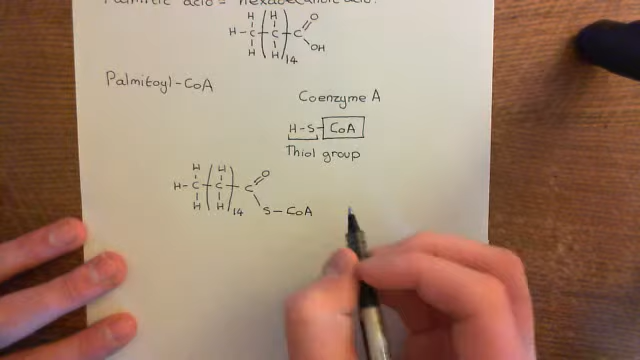 Palmitic acid = hexadecanoic acid.
H H O
H-C-(C-)14 C
H H OH
Palmitoyl-CoA
Coenzyme A
H-S-CoA
Thiol group
H H O
H-C-(C-)14 C
H H S-CoA